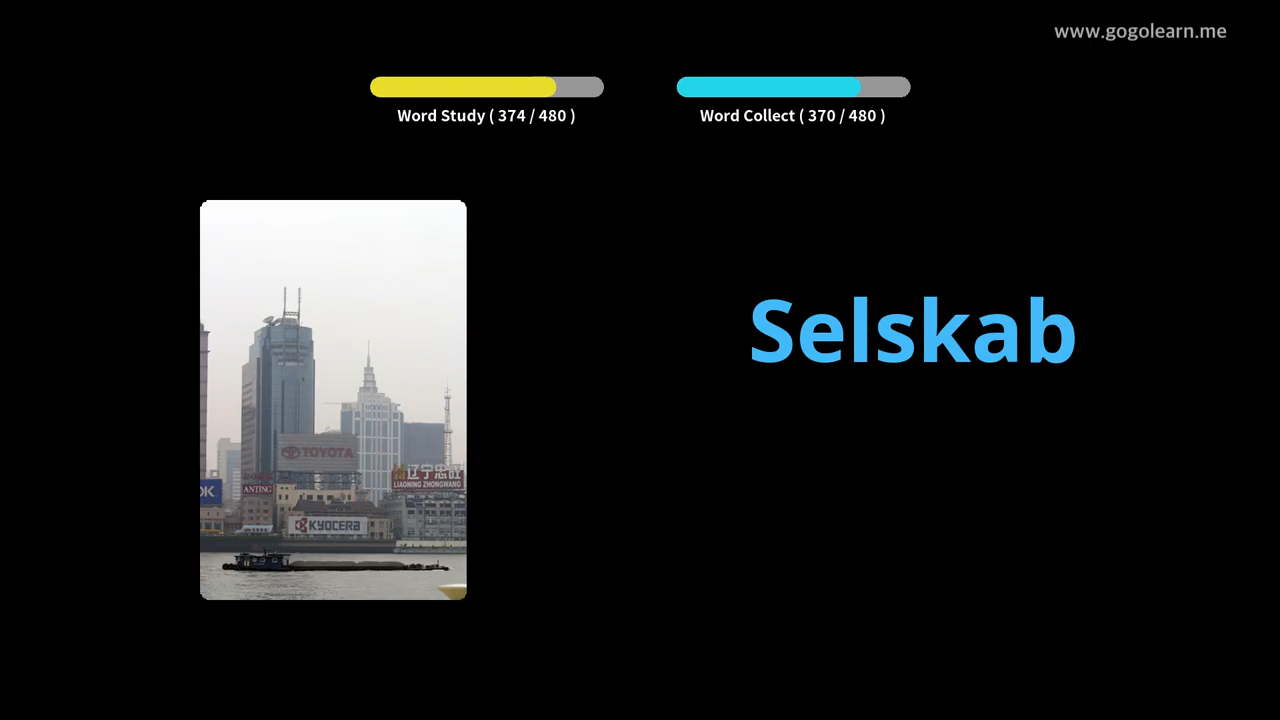 www.gogolearn.me
Word Study ( 374 / 480 )
Word Collect ( 370 / 480 )
Selskab
TOYOTA
辽宁忠旺
LIAONING ZHONGWANG
OK
ANTING
KYOCERA